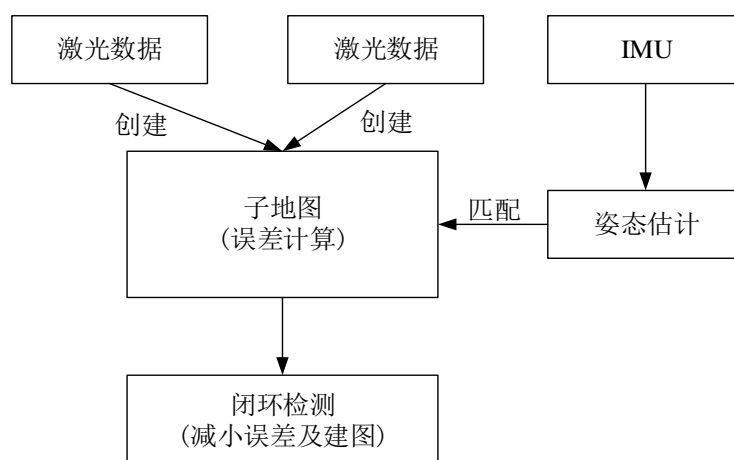 激光数据
激光数据
IMU
创建
创建
子地图
(误差计算)
匹配
姿态估计
闭环检测
(减小误差及建图)